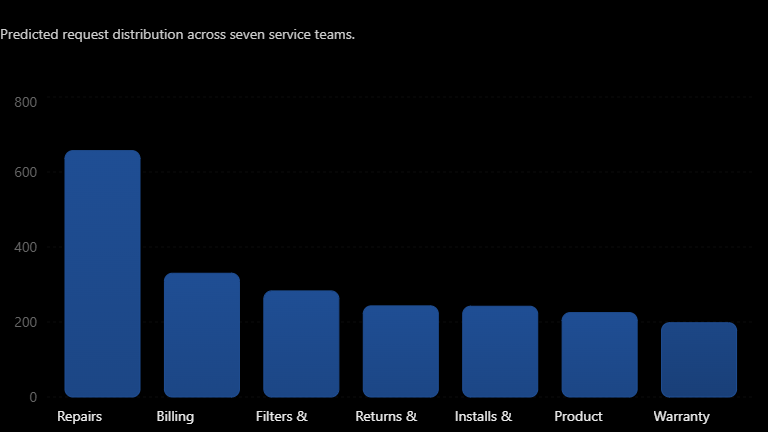 Predicted request distribution across seven service teams.
800
600
400
200
0
Repairs Billing Filters & Returns & Installs & Product Warranty